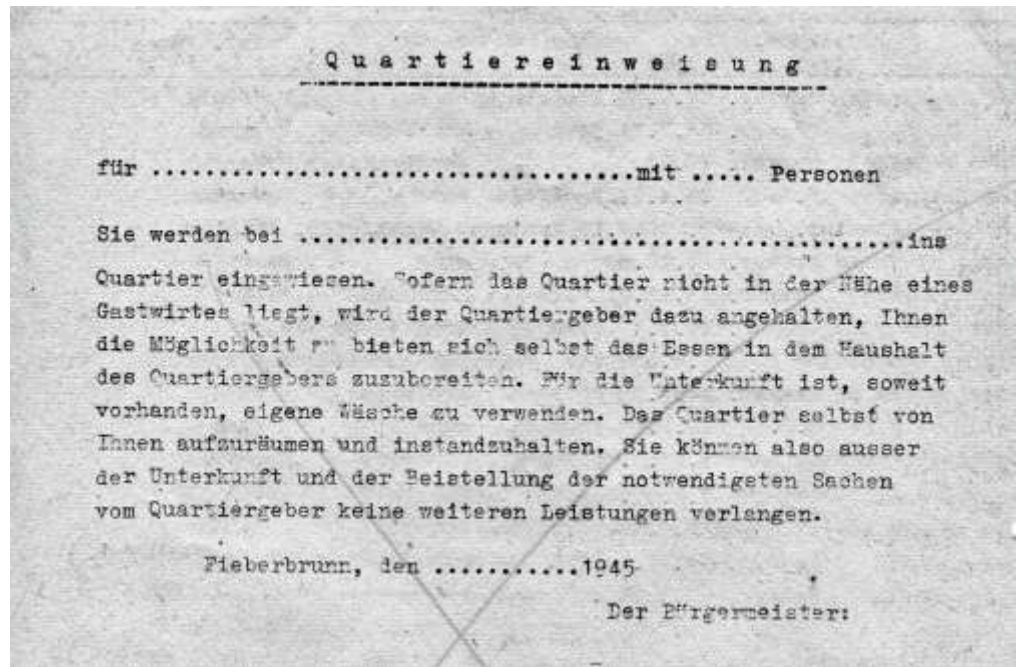 Quartiereinweisung
für ....................................mit ..... Personen
Sie werden bei .............................................ins
Quartier eingewiesen. Sofern das Quartier nicht in der Nähe eines
Gastwirtes liegt, wird der Quartiergeber dazu angehalten, Ihnen
die Möglichkeit zu bieten sich selbst das Essen in dem Haushalt
des Quartiergebers zuzubereiten. Für die Unterkunft ist, soweit
vorhanden, eigene Wäsche zu verwenden. Das Quartier selbst von
Ihnen aufzuräumen und instandzuhalten. Sie können also ausser
der Unterkunft und der Beistellung der notwendigsten Sachen
vom Quartiergeber keine weiteren Leistungen verlangen.
Fieberbrunn, den ...........1945
Der Bürgermeister: